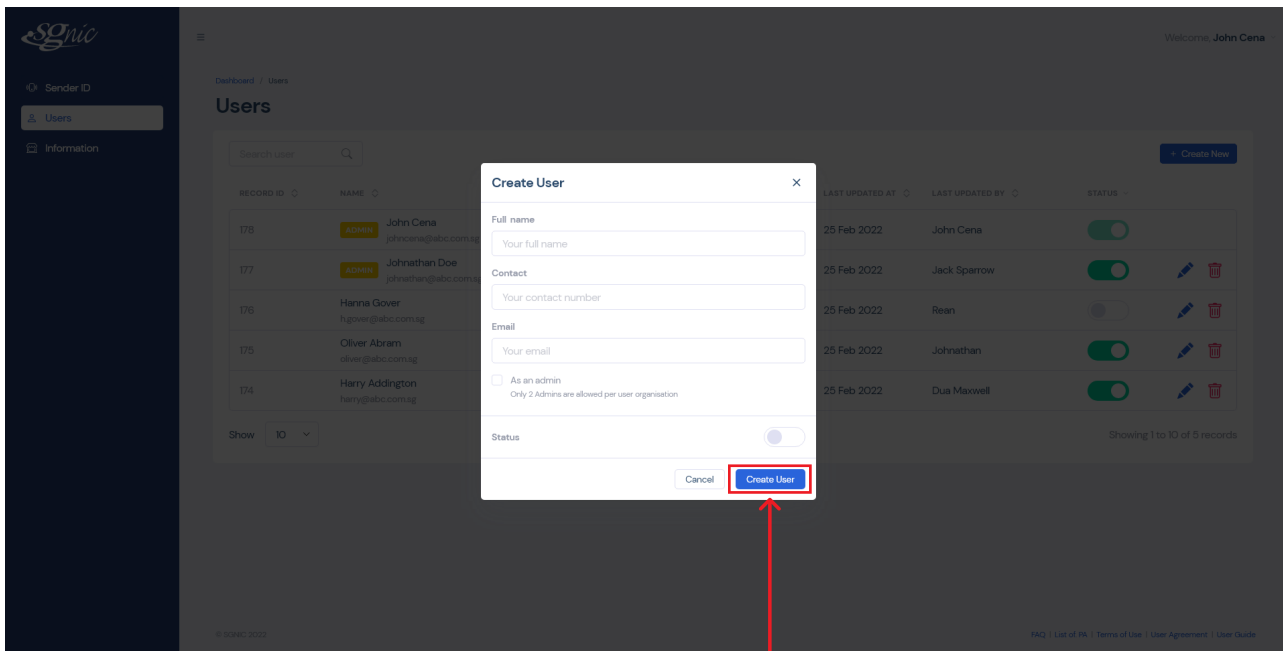 sgnic
Welcome, John Cena
Sender ID
Users
Information
Dashboard / Users
Users
Search user
+ Create New
RECORD ID NAME LAST UPDATED AT LAST UPDATED BY STATUS
178 ADMIN John Cena 25 Feb 2022 John Cena
johncena@abc.com.sg
177 ADMIN Johnathan Doe 25 Feb 2022 Jack Sparrow
johnathan@abc.com.sg
176 Hanna Gover 25 Feb 2022 Rean
h.gover@abc.com.sg
175 Oliver Abram 25 Feb 2022 Johnathan
oliver@abc.com.sg
174 Harry Addington 25 Feb 2022 Dua Maxwell
harry@abc.com.sg
Show 10
Showing 1 to 10 of 5 records
Create User
Full name
Your full name
Contact
Your contact number
Email
Your email
As an admin
Only 2 Admins are allowed per user organisation
Status
Cancel Create User
© SGNIC 2022
FAQ | List of PA | Terms of Use | User Agreement | User Guide